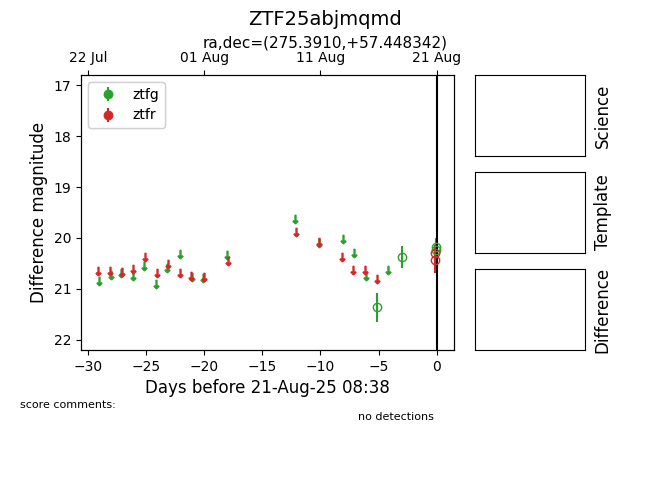 ZTF25abjmqmd
ra,dec=(275.3910,+57.448342)
22 Jul 01 Aug 11 Aug 21 Aug
ztfg
ztfr
17
18
19
20
21
22
Difference magnitude
−30 −25 −20 −15 −10 −5 0
Days before 21-Aug-25 08:38
Science
Template
Difference
score comments:
no detections